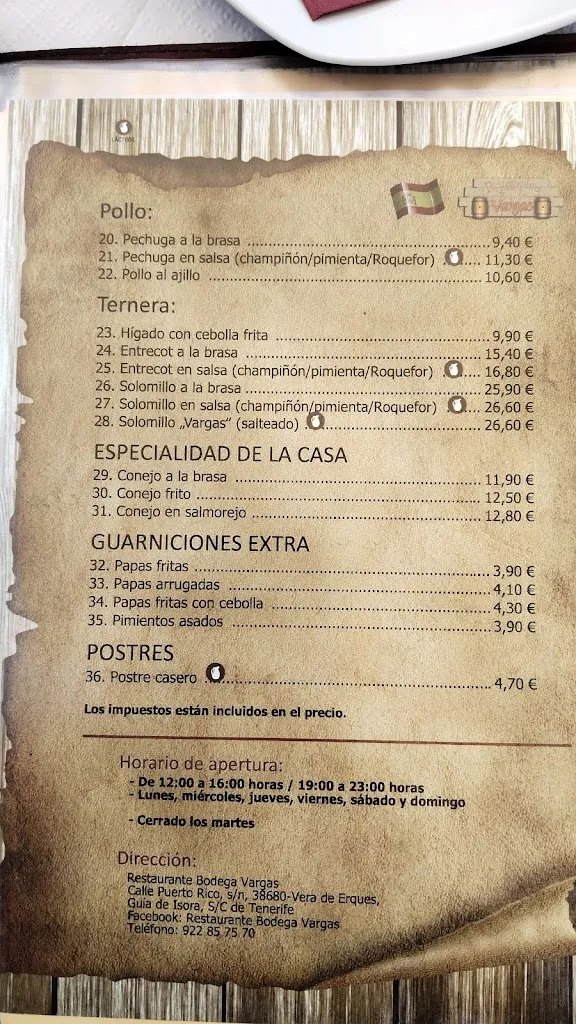 LÁCTEOS
Vargas
Pollo:
20. Pechuga a la brasa ........ 9,40 €
21. Pechuga en salsa (champiñón/pimienta/Roquefor) ........ 11,30 €
22. Pollo al ajillo ........ 10,60 €
Ternera:
23. Hígado con cebolla frita ........ 9,90 €
24. Entrecot a la brasa ........ 15,40 €
25. Entrecot en salsa (champiñón/pimienta/Roquefor) ........ 16,80 €
26. Solomillo a la brasa ........ 25,90 €
27. Solomillo en salsa (champiñón/pimienta/Roquefor) ........ 26,60 €
28. Solomillo „Vargas“ (salteado) ........ 26,60 €
ESPECIALIDAD DE LA CASA
29. Conejo a la brasa ........ 11,90 €
30. Conejo frito ........ 12,50 €
31. Conejo en salmorejo ........ 12,80 €
GUARNICIONES EXTRA
32. Papas fritas ........ 3,90 €
33. Papas arrugadas ........ 4,10 €
34. Papas fritas con cebolla ........ 4,30 €
35. Pimientos asados ........ 3,90 €
POSTRES
36. Postre casero ........ 4,70 €
Los impuestos están incluidos en el precio.
Horario de apertura:
- De 12:00 a 16:00 horas / 19:00 a 23:00 horas
- Lunes, miércoles, jueves, viernes, sábado y domingo
- Cerrado los martes
Dirección:
Restaurante Bodega Vargas
Calle Puerto Rico, s/n, 38680-Vera de Erques,
Guía de Isora, S/C de Tenerife
Facebook: Restaurante Bodega Vargas
Teléfono: 922 85 75 70